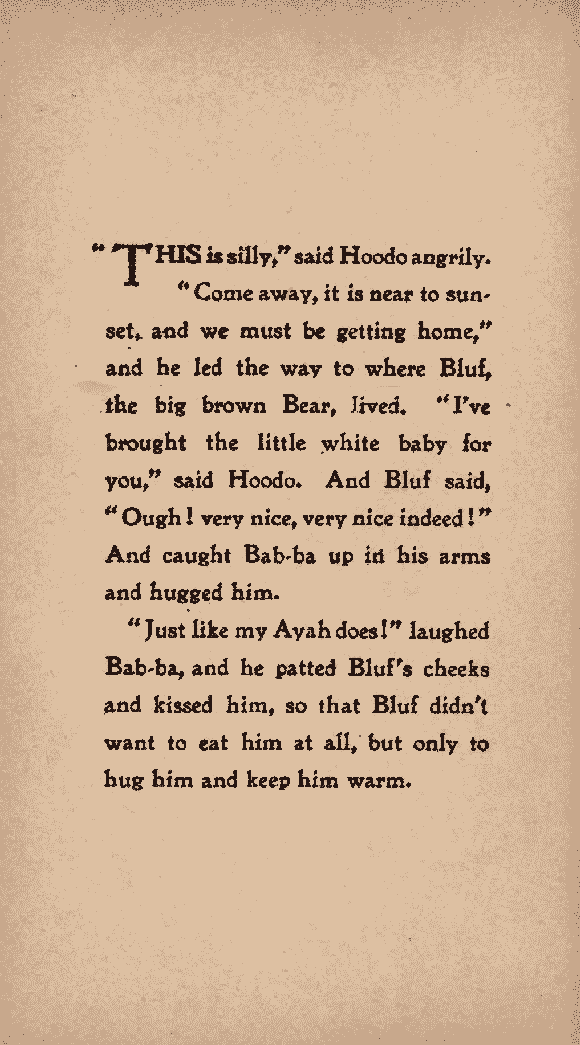 “THIS is silly,” said Hoodo angrily.
“Come away, it is near to sun-
set, and we must be getting home,”
and he led the way to where Bluf,
the big brown Bear, lived. “I’ve
brought the little white baby for
you,” said Hoodo. And Bluf said,
“Ough! very nice, very nice indeed!”
And caught Bab-ba up in his arms
and hugged him.
“Just like my Ayah does!” laughed
Bab-ba, and he patted Bluf’s cheeks
and kissed him, so that Bluf didn’t
want to eat him at all, but only to
hug him and keep him warm.